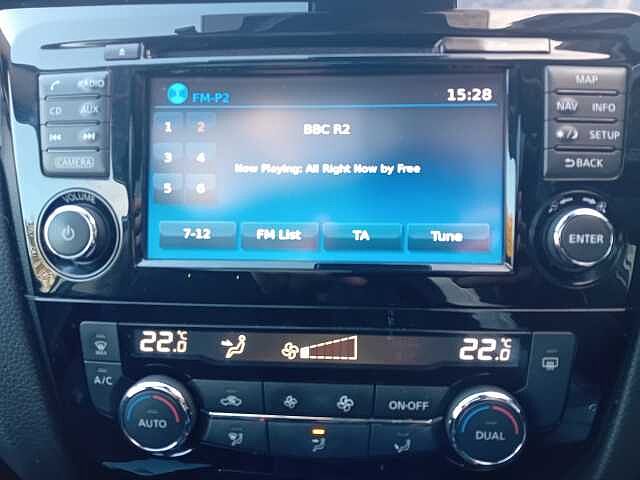 RADIO MAP
FM-P2 15:28
CD AUX NAV INFO
1 2 BBC R2
SETUP
3 4 Now Playing: All Right Now by Free
CAMERA BACK
5 6
VOLUME
7-12 FM List TA Tune ENTER
22.0°C 22.0°C
MAX
A/C
AUTO ON·OFF DUAL